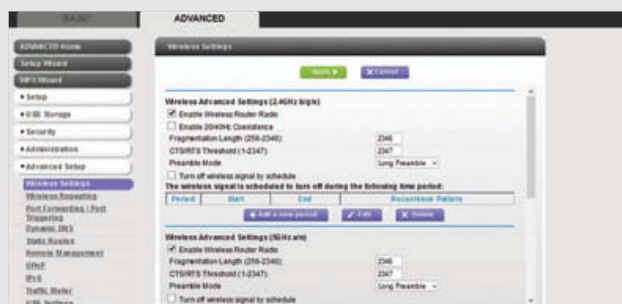 BASIC
ADVANCED
ADVANCED Home
Setup Wizard
WPS Wizard
Setup
USB Storage
Security
Administration
Advanced Setup
Wireless Settings
Wireless Repeating
Port Forwarding / Port
Triggering
Dynamic DNS
Static Routes
Remote Management
UPnP
IPv6
Traffic Meter
USB Settings
Wireless Settings
Apply
X Cancel
Wireless Advanced Settings (2.4GHz b/g/n)
Enable Wireless Router Radio
Enable 20/40Hz Coexistence
Fragmentation Length (256-2346): 2346
CTS/RTS Threshold (1-2347): 2347
Preamble Mode Long Preamble
Turn off wireless signal by schedule
The wireless signal is scheduled to turn off during the following time period:
Period Start End Recurrence Pattern
+ Add a new period Edit X Delete
Wireless Advanced Settings (5GHz a/n)
Enable Wireless Router Radio
Fragmentation Length (256-2346): 2346
CTS/RTS Threshold (1-2347): 2347
Preamble Mode Long Preamble
Turn off wireless signal by schedule